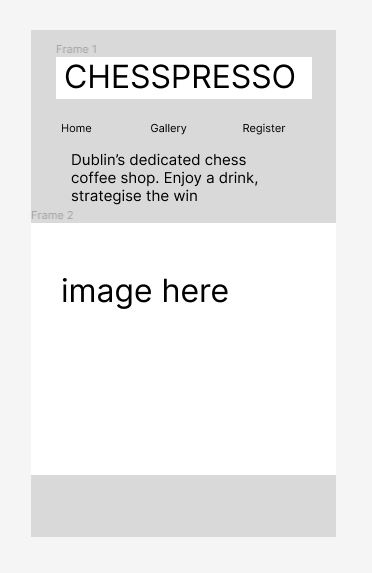 Frame 1
CHESSPRESSO
Home Gallery Register
Dublin’s dedicated chess
coffee shop. Enjoy a drink,
strategise the win
Frame 2
image here